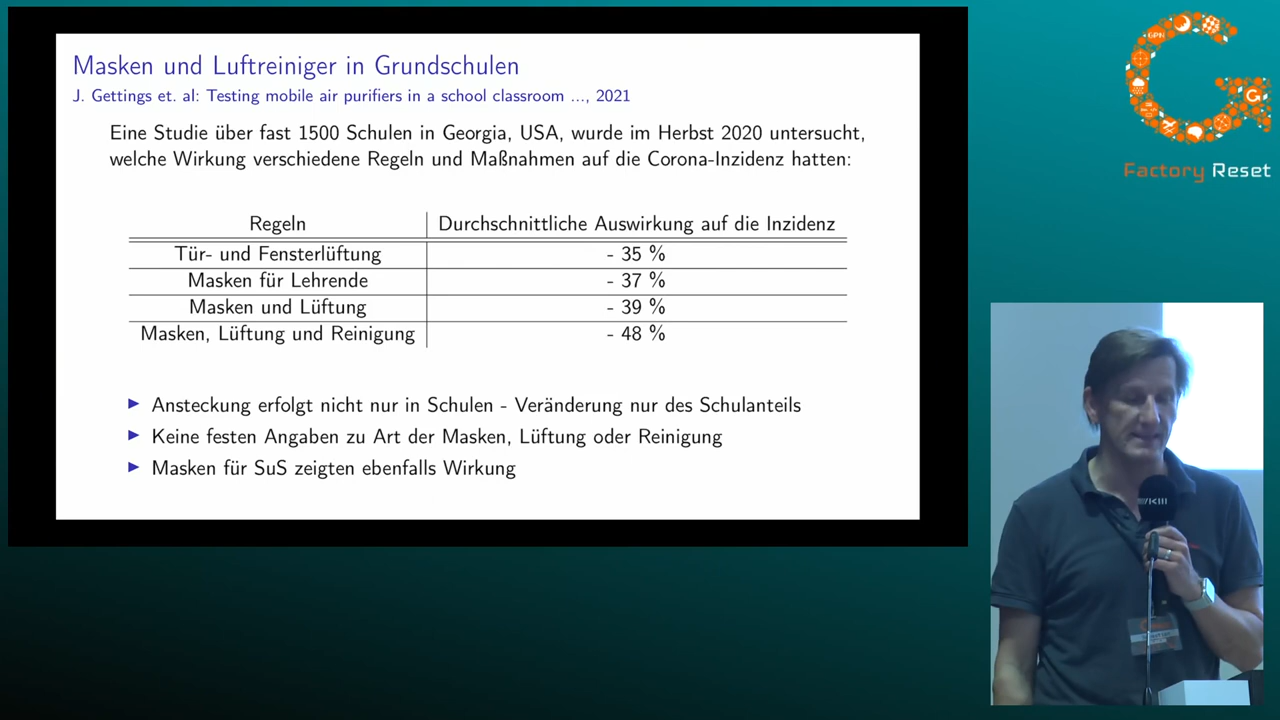 Masken und Luftreiniger in Grundschulen
J. Gettings et. al: Testing mobile air purifiers in a school classroom ..., 2021
Eine Studie über fast 1500 Schulen in Georgia, USA, wurde im Herbst 2020 untersucht,
welche Wirkung verschiedene Regeln und Maßnahmen auf die Corona-Inzidenz hatten:
Regeln Durchschnittliche Auswirkung auf die Inzidenz
Tür- und Fensterlüftung - 35 %
Masken für Lehrende - 37 %
Masken und Lüftung - 39 %
Masken, Lüftung und Reinigung - 48 %
Ansteckung erfolgt nicht nur in Schulen - Veränderung nur des Schulanteils
Keine festen Angaben zu Art der Masken, Lüftung oder Reinigung
Masken für SuS zeigten ebenfalls Wirkung
GPN
G
Factory Reset